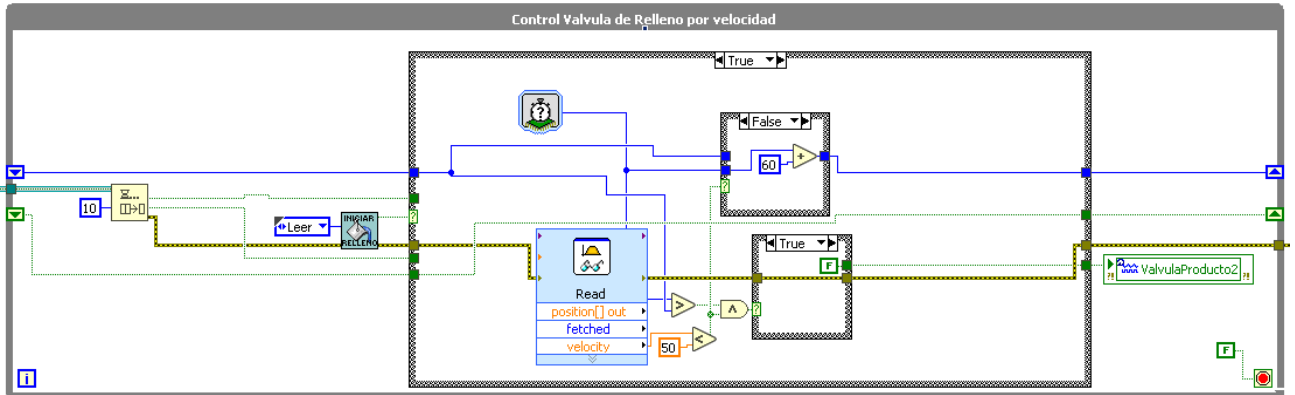 Control Valvula de Relleno por velocidad
True
?
False
60
+
?
10
Leer
INICIAR
RELLENO
?
True
F
Read
position[] out
fetched
velocity
>
50
<
∧
?
?! ValvulaProducto2 ?!
F
i